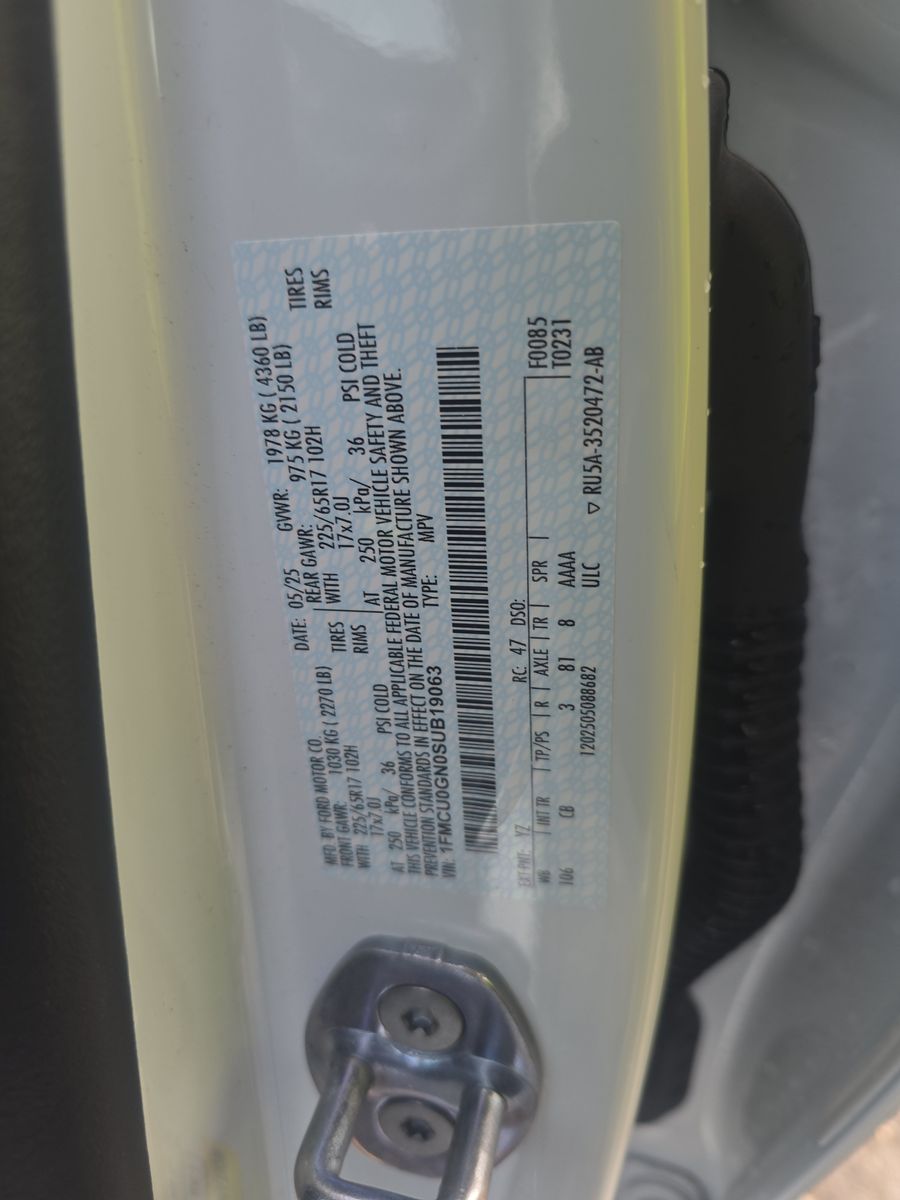 MFD. BY FORD MOTOR CO. DATE: 05/25 GVWR: 1978 KG ( 4360 LB)
FRONT GAWR: 1030 KG ( 2270 LB) REAR GAWR: 975 KG ( 2150 LB)
WITH 225/65R17 102H TIRES WITH 225/65R17 102H TIRES
17x7.0J RIMS 17x7.0J RIMS
AT 250 kPa/ 36 PSI COLD AT 250 kPa/ 36 PSI COLD
THIS VEHICLE CONFORMS TO ALL APPLICABLE FEDERAL MOTOR VEHICLE SAFETY AND THEFT
PREVENTION STANDARDS IN EFFECT ON THE DATE OF MANUFACTURE SHOWN ABOVE.
VIN: 1FMCU0GN0SUB19063 TYPE: MPV
EXT PNT: YZ RC: 47 DSO: F0085
WB INT TR TP/PS R AXLE TR SPR T0231
106 CB 3 81 8 AAAA
1202505088682 ULC ▽ RU5A-3520472-AB